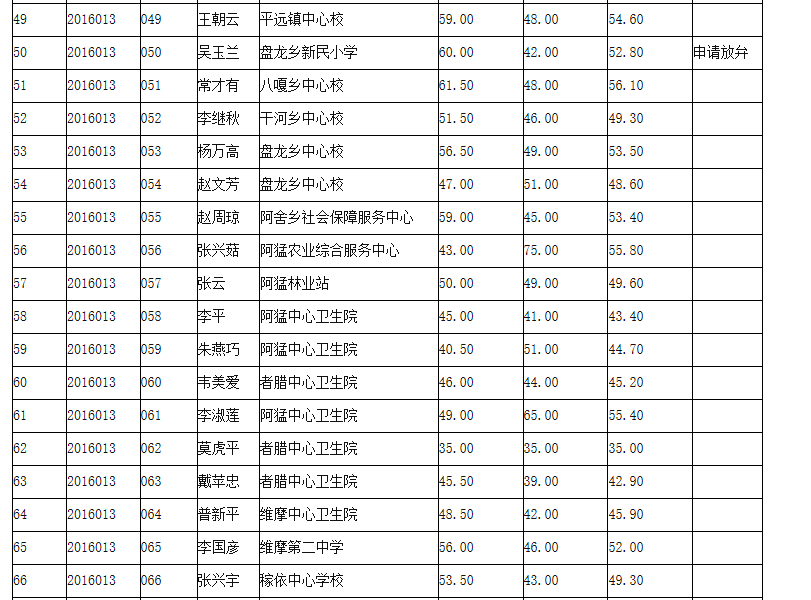 49 2016013 049 王朝云 平远镇中心校 59.00 48.00 54.60
50 2016013 050 吴玉兰 盘龙乡新民小学 60.00 42.00 52.80 申请放弃
51 2016013 051 常才有 八嘎乡中心校 61.50 48.00 56.10
52 2016013 052 李继秋 干河乡中心校 51.50 46.00 49.30
53 2016013 053 杨万高 盘龙乡中心校 56.50 49.00 53.50
54 2016013 054 赵文芳 盘龙乡中心校 47.00 51.00 48.60
55 2016013 055 赵周琼 阿舍乡社会保障服务中心 59.00 45.00 53.40
56 2016013 056 张兴菇 阿猛农业综合服务中心 43.00 75.00 55.80
57 2016013 057 张云 阿猛林业站 50.00 49.00 49.60
58 2016013 058 李平 阿猛中心卫生院 45.00 41.00 43.40
59 2016013 059 朱燕巧 阿猛中心卫生院 40.50 51.00 44.70
60 2016013 060 韦美爱 者腊中心卫生院 46.00 44.00 45.20
61 2016013 061 李淑莲 阿猛中心卫生院 49.00 65.00 55.40
62 2016013 062 莫虎平 者腊中心卫生院 35.00 35.00 35.00
63 2016013 063 戴苹忠 者腊中心卫生院 45.50 39.00 42.90
64 2016013 064 普新平 维摩中心卫生院 48.50 42.00 45.90
65 2016013 065 李国彦 维摩第二中学 56.00 46.00 52.00
66 2016013 066 张兴宇 稼依中心学校 53.50 43.00 49.30